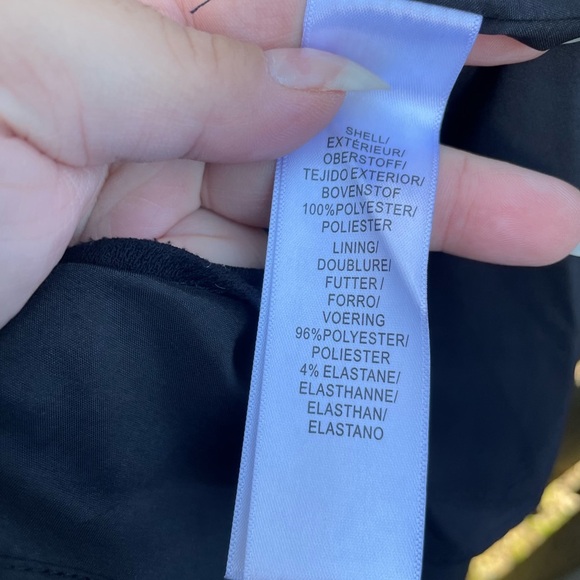 SHELL/
EXTÉRIEUR/
OBERSTOFF/
TEJIDO EXTERIOR/
BOVENSTOF
100%POLYESTER/
POLIESTER
LINING/
DOUBLURE/
FUTTER/
FORRO/
VOERING
96%POLYESTER/
POLIESTER
4% ELASTANE/
ELASTHANNE/
ELASTHAN/
ELASTANO